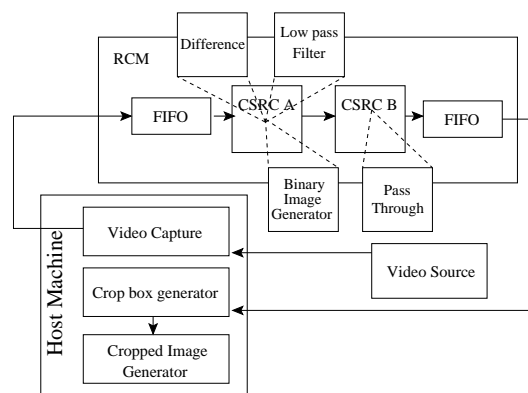 Difference
Low pass
Filter
RCM
FIFO
CSRC A
CSRC B
FIFO
Binary
Image
Generator
Pass
Through
Host Machine
Video Capture
Video Source
Crop box generator
Cropped Image
Generator